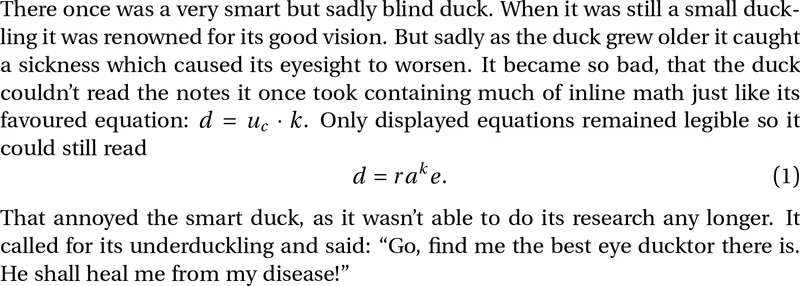 There once was a very smart but sadly blind duck. When it was still a small duck-
ling it was renowned for its good vision. But sadly as the duck grew older it caught
a sickness which caused its eyesight to worsen. It became so bad, that the duck
couldn’t read the notes it once took containing much of inline math just like its
favoured equation: d = u_c · k. Only displayed equations remained legible so it
could still read
d = ra^k e. (1)
That annoyed the smart duck, as it wasn’t able to do its research any longer. It
called for its underduckling and said: “Go, find me the best eye ducktor there is.
He shall heal me from my disease!”